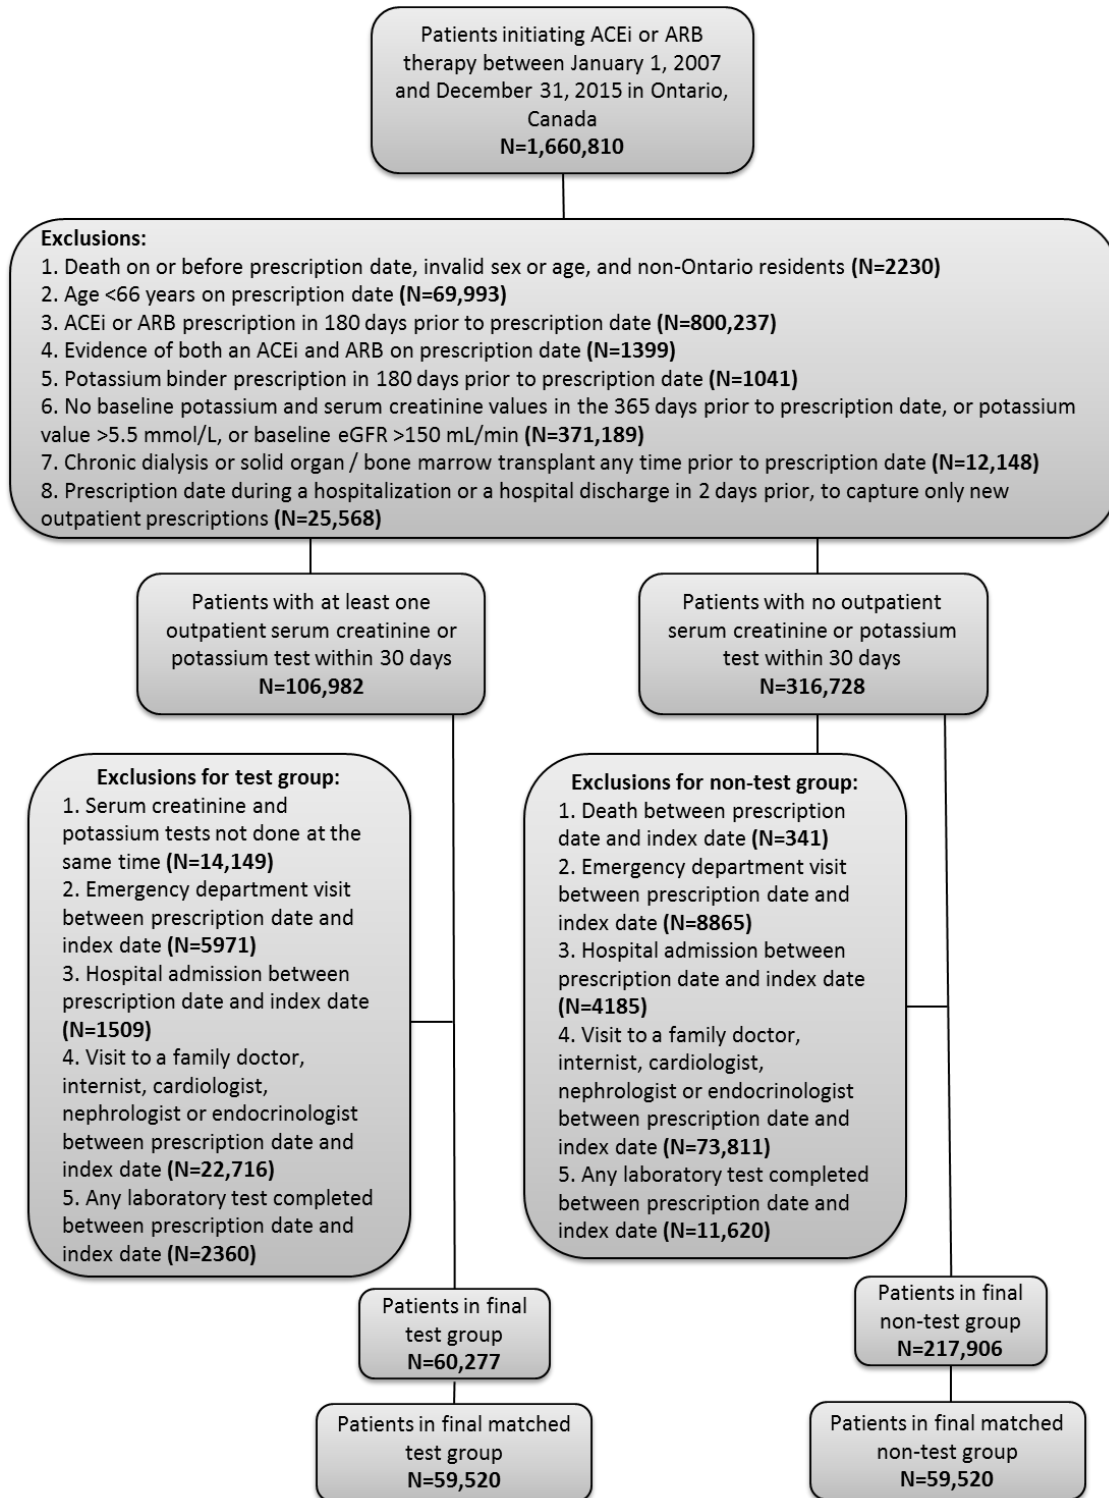 Patients initiating ACEi or ARB
therapy between January 1, 2007
and December 31, 2015 in Ontario,
Canada
N=1,660,810
Exclusions:
1. Death on or before prescription date, invalid sex or age, and non-Ontario residents (N=2230)
2. Age <66 years on prescription date (N=69,993)
3. ACEi or ARB prescription in 180 days prior to prescription date (N=800,237)
4. Evidence of both an ACEi and ARB on prescription date (N=1399)
5. Potassium binder prescription in 180 days prior to prescription date (N=1041)
6. No baseline potassium and serum creatinine values in the 365 days prior to prescription date, or potassium
value >5.5 mmol/L, or baseline eGFR >150 mL/min (N=371,189)
7. Chronic dialysis or solid organ / bone marrow transplant any time prior to prescription date (N=12,148)
8. Prescription date during a hospitalization or a hospital discharge in 2 days prior, to capture only new
outpatient prescriptions (N=25,568)
Patients with at least one
outpatient serum creatinine or
potassium test within 30 days
N=106,982
Patients with no outpatient
serum creatinine or potassium
test within 30 days
N=316,728
Exclusions for test group:
1. Serum creatinine and
potassium tests not done at the
same time (N=14,149)
2. Emergency department visit
between prescription date and
index date (N=5971)
3. Hospital admission between
prescription date and index date
(N=1509)
4. Visit to a family doctor,
internist, cardiologist,
nephrologist or endocrinologist
between prescription date and
index date (N=22,716)
5. Any laboratory test completed
between prescription date and
index date (N=2360)
Exclusions for non-test group:
1. Death between prescription
date and index date (N=341)
2. Emergency department visit
between prescription date and
index date (N=8865)
3. Hospital admission between
prescription date and index date
(N=4185)
4. Visit to a family doctor,
internist, cardiologist,
nephrologist or endocrinologist
between prescription date and
index date (N=73,811)
5. Any laboratory test completed
between prescription date and
index date (N=11,620)
Patients in final
test group
N=60,277
Patients in final
non-test group
N=217,906
Patients in final matched
test group
N=59,520
Patients in final matched
non-test group
N=59,520